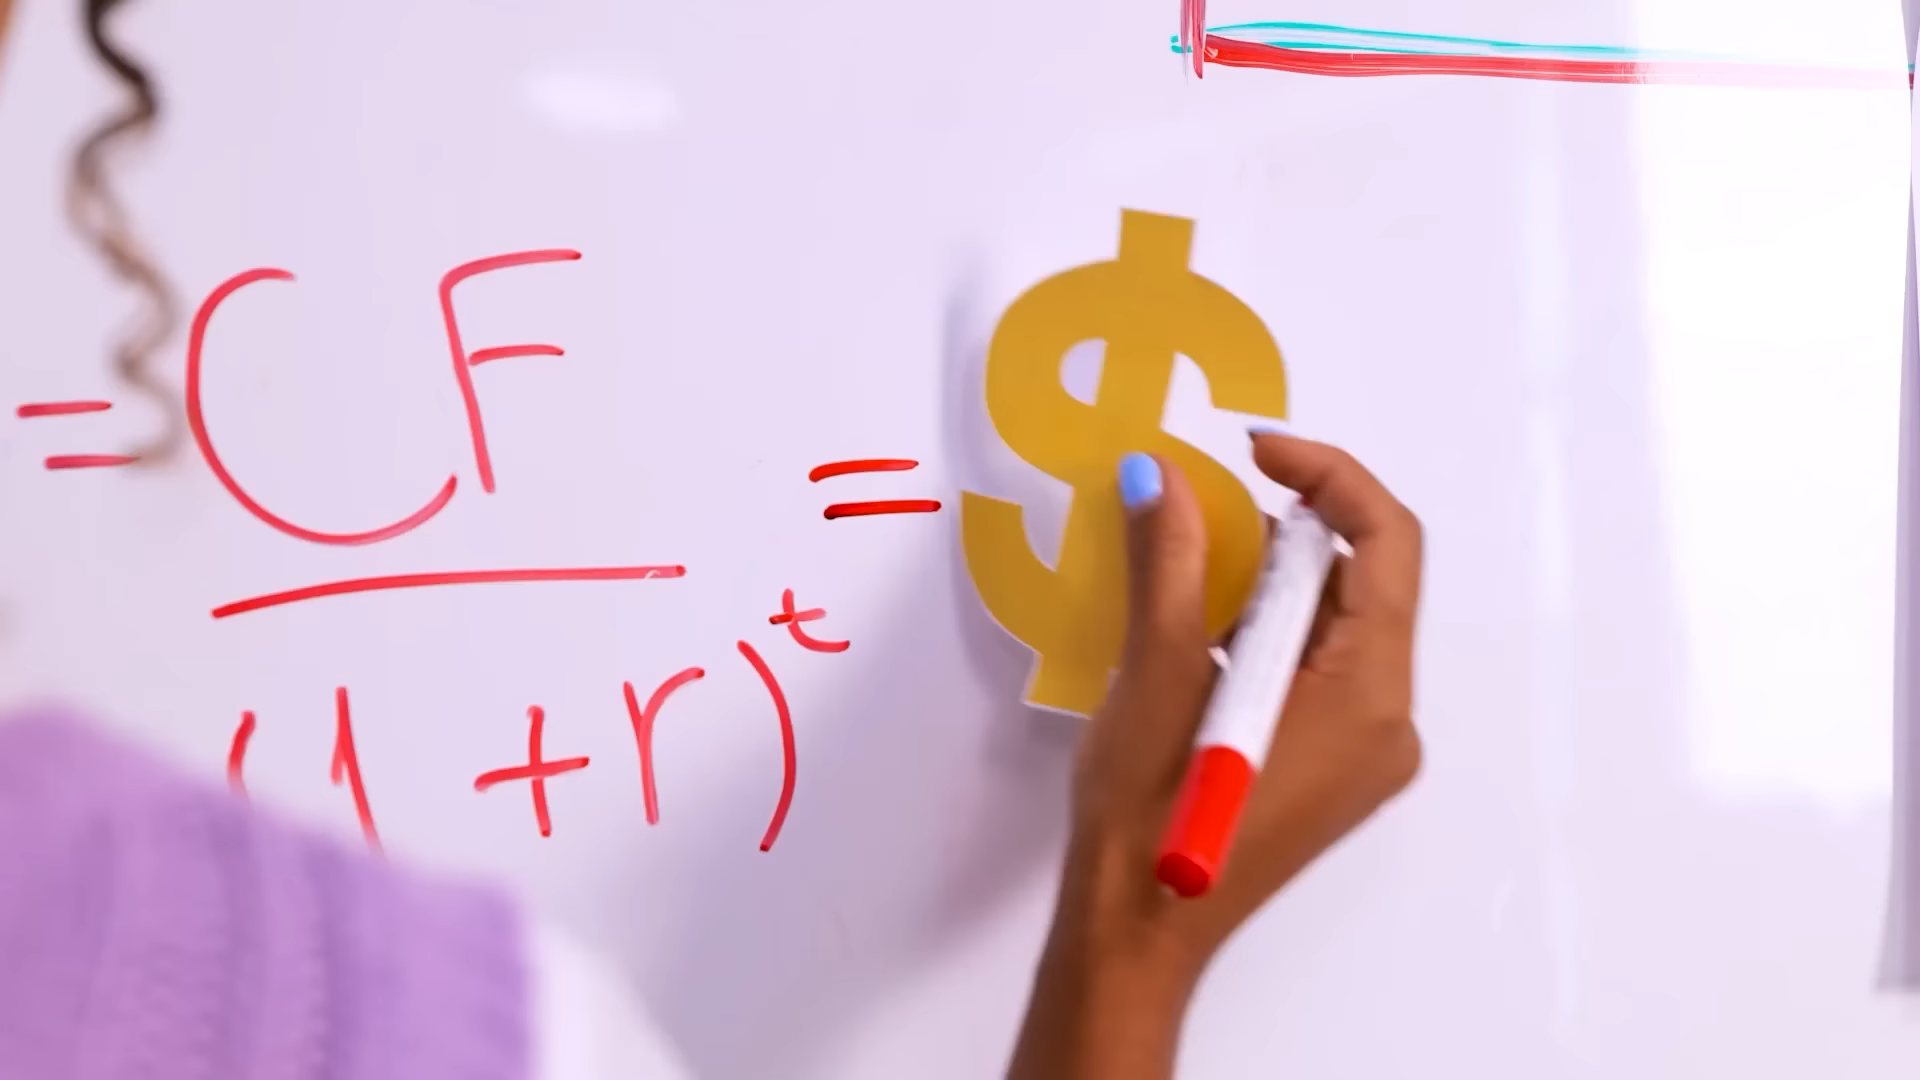 = CF = $
(1 + r)^t